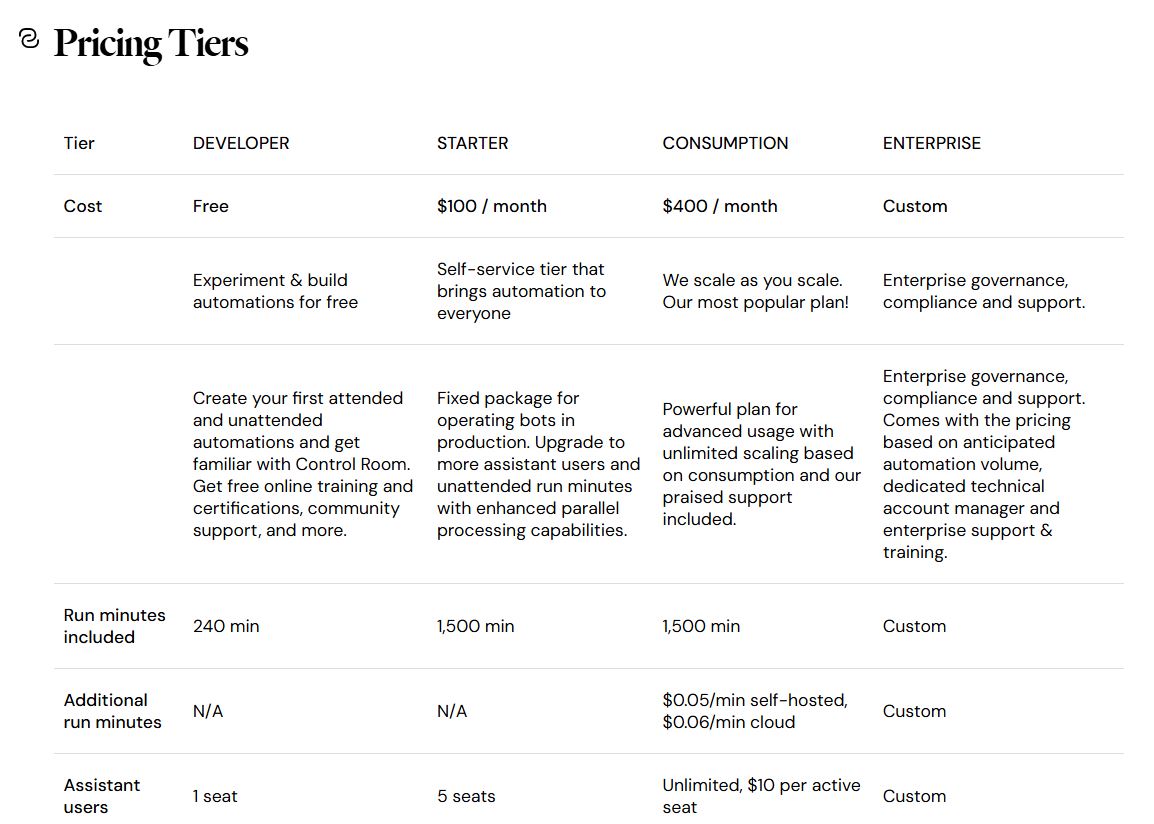 Pricing Tiers
Tier
DEVELOPER
STARTER
CONSUMPTION
ENTERPRISE
Cost
Free
$100 / month
$400 / month
Custom
Experiment & build
automations for free
Self-service tier that
brings automation to
everyone
We scale as you scale.
Our most popular plan!
Enterprise governance,
compliance and support.
Create your first attended
and unattended
automations and get
familiar with Control Room.
Get free online training and
certifications, community
support, and more.
Fixed package for
operating bots in
production. Upgrade to
more assistant users and
unattended run minutes
with enhanced parallel
processing capabilities.
Powerful plan for
advanced usage with
unlimited scaling based
on consumption and our
praised support
included.
Enterprise governance,
compliance and support.
Comes with the pricing
based on anticipated
automation volume,
dedicated technical
account manager and
enterprise support &
training.
Run minutes
included
240 min
1,500 min
1,500 min
Custom
Additional
run minutes
N/A
N/A
$0.05/min self-hosted,
$0.06/min cloud
Custom
Assistant
users
1 seat
5 seats
Unlimited, $10 per active
seat
Custom